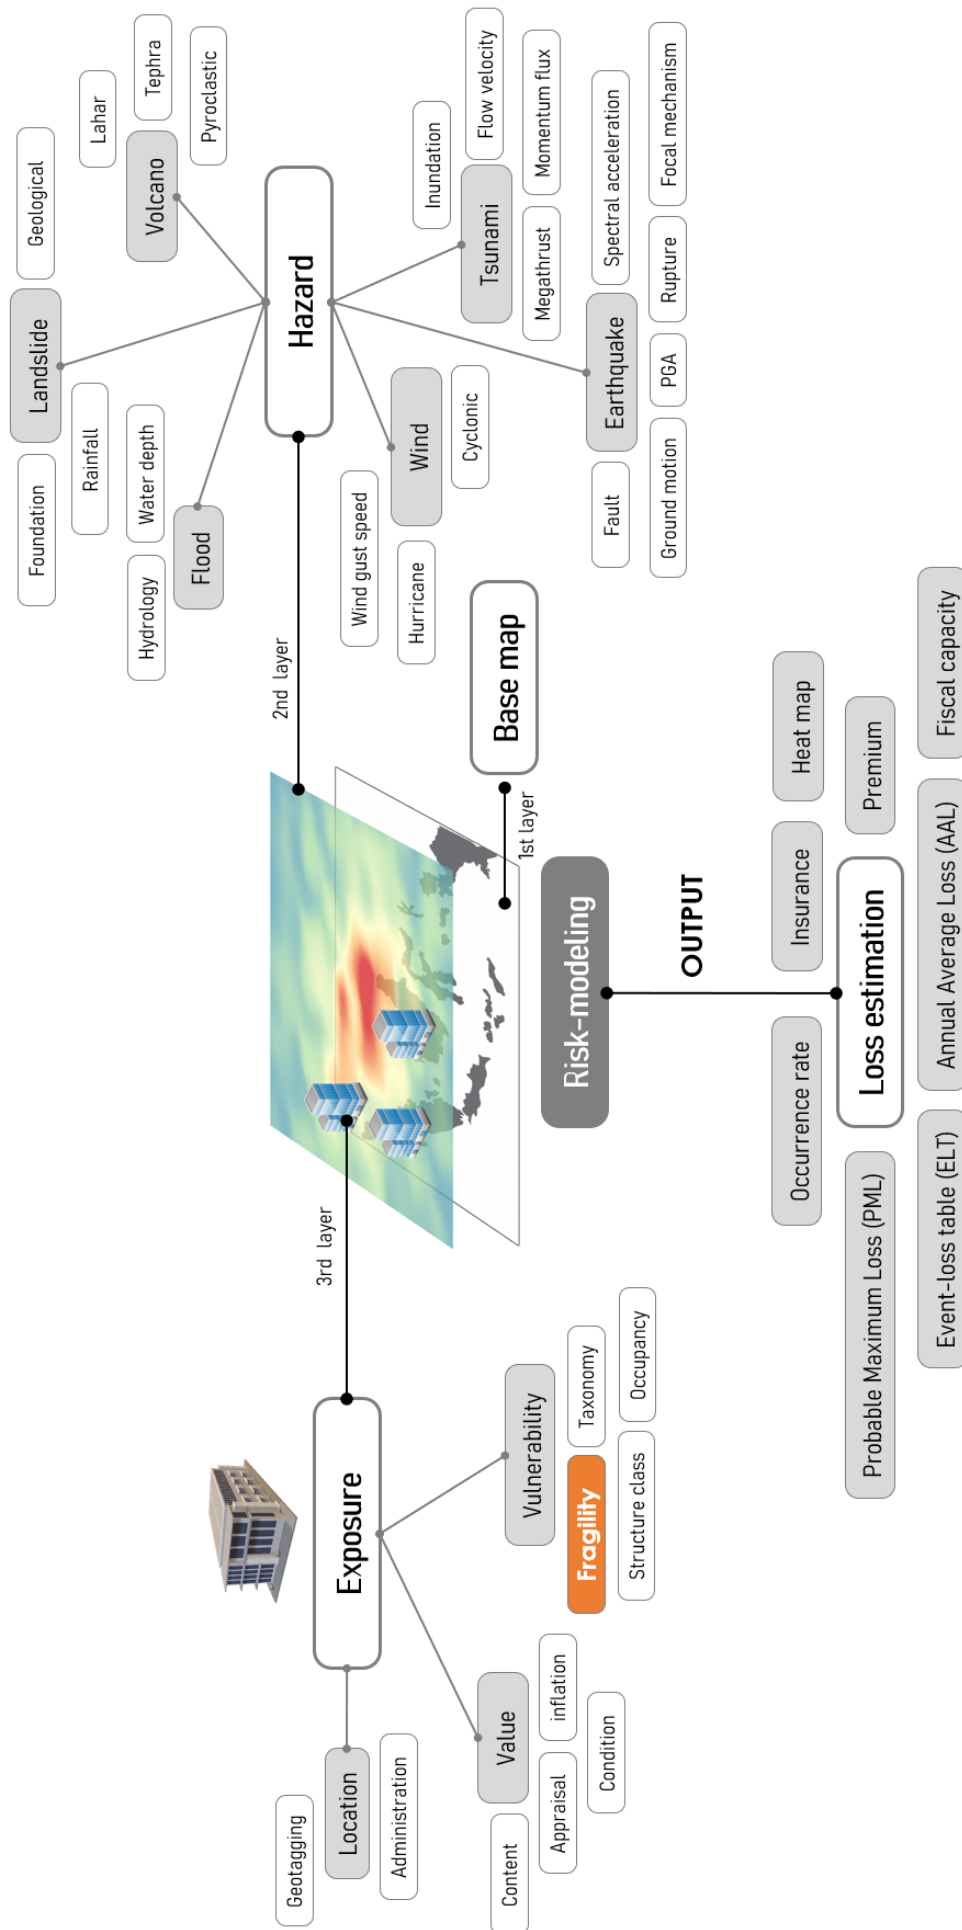 Geotagging
Location
Administration
Content
Value
Appraisal
inflation
Condition
Exposure
Vulnerability
Fragility
Taxonomy
Structure class
Occupancy
3rd layer
2nd layer
1st layer
Base map
Risk-modeling
OUTPUT
Occurrence rate
Insurance
Heat map
Probable Maximum Loss (PML)
Loss estimation
Premium
Event-loss table (ELT)
Annual Average Loss (AAL)
Fiscal capacity
Hazard
Foundation
Landslide
Geological
Rainfall
Lahar
Tephra
Volcano
Pyroclastic
Hydrology
Water depth
Flood
Wind gust speed
Wind
Hurricane
Cyclonic
Inundation
Flow velocity
Tsunami
Megathrust
Momentum flux
Fault
Earthquake
Spectral acceleration
Ground motion
PGA
Rupture
Focal mechanism